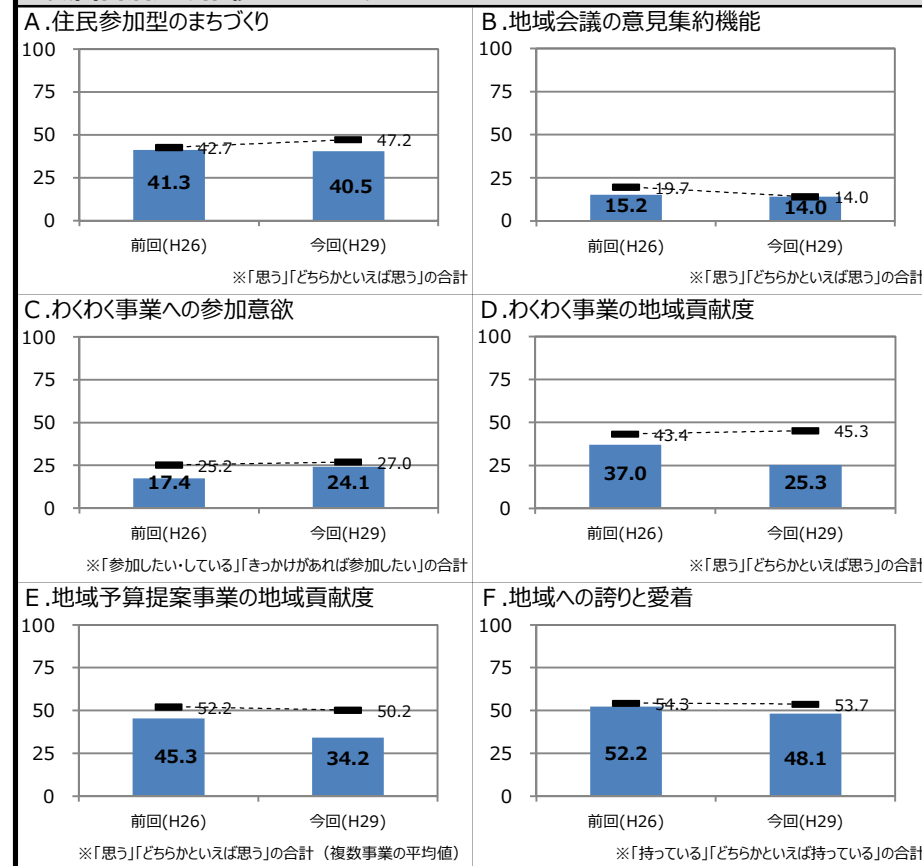 A.住民参加型のまちづくり
100
75
50
25
0
42.7
47.2
41.3
40.5
前回(H26)
今回(H29)
※「思う」「どちらかといえば思う」の合計
B.地域会議の意見集約機能
100
75
50
25
0
19.7
14.0
15.2
14.0
前回(H26)
今回(H29)
※「思う」「どちらかといえば思う」の合計
C.わくわく事業への参加意欲
100
75
50
25
0
25.2
27.0
17.4
24.1
前回(H26)
今回(H29)
※「参加したい・している」「きっかけがあれば参加したい」の合計
D.わくわく事業の地域貢献度
100
75
50
25
0
43.4
45.3
37.0
25.3
前回(H26)
今回(H29)
※「思う」「どちらかといえば思う」の合計
E.地域予算提案事業の地域貢献度
100
75
50
25
0
52.2
50.2
45.3
34.2
前回(H26)
今回(H29)
※「思う」「どちらかといえば思う」の合計（複数事業の平均値）
F.地域への誇りと愛着
100
75
50
25
0
54.3
53.7
52.2
48.1
前回(H26)
今回(H29)
※「持っている」「どちらかといえば持っている」の合計